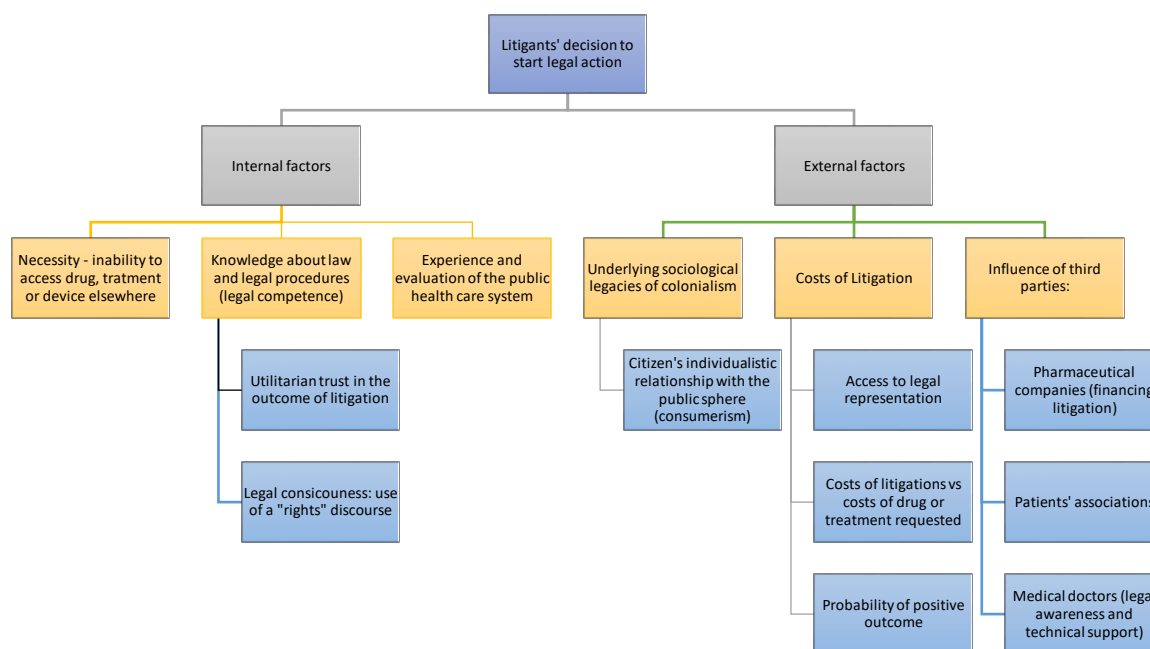 Litigants' decision to
start legal action
Internal factors
External factors
Necessity - inability to
access drug, tratment
or device elsewhere
Knowledge about law
and legal procedures
(legal competence)
Experience and
evaluation of the public
health care system
Underlying sociological
legacies of colonialism
Costs of Litigation
Influence of third
parties:
Utilitarian trust in the
outcome of litigation
Legal consicouness: use
of a "rights" discourse
Citizen's individualistic
relationship with the
public sphere
(consumerism)
Access to legal
representation
Costs of litigations vs
costs of drug or
treatment requested
Probability of positive
outcome
Pharmaceutical
companies (financing
litigation)
Patients' associations
Medical doctors (lega
awareness and
technical support)